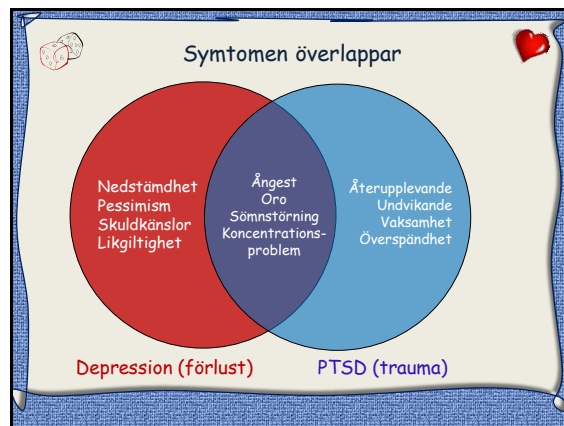 Symtomen överlappar
Nedstämdhet
Pessimism
Skuldkänslor
Likgiltighet
Ångest
Oro
Sömnstörning
Koncentrations-
problem
Återupplevande
Undvikande
Vaksamhet
Överspändhet
Depression (förlust)
PTSD (trauma)